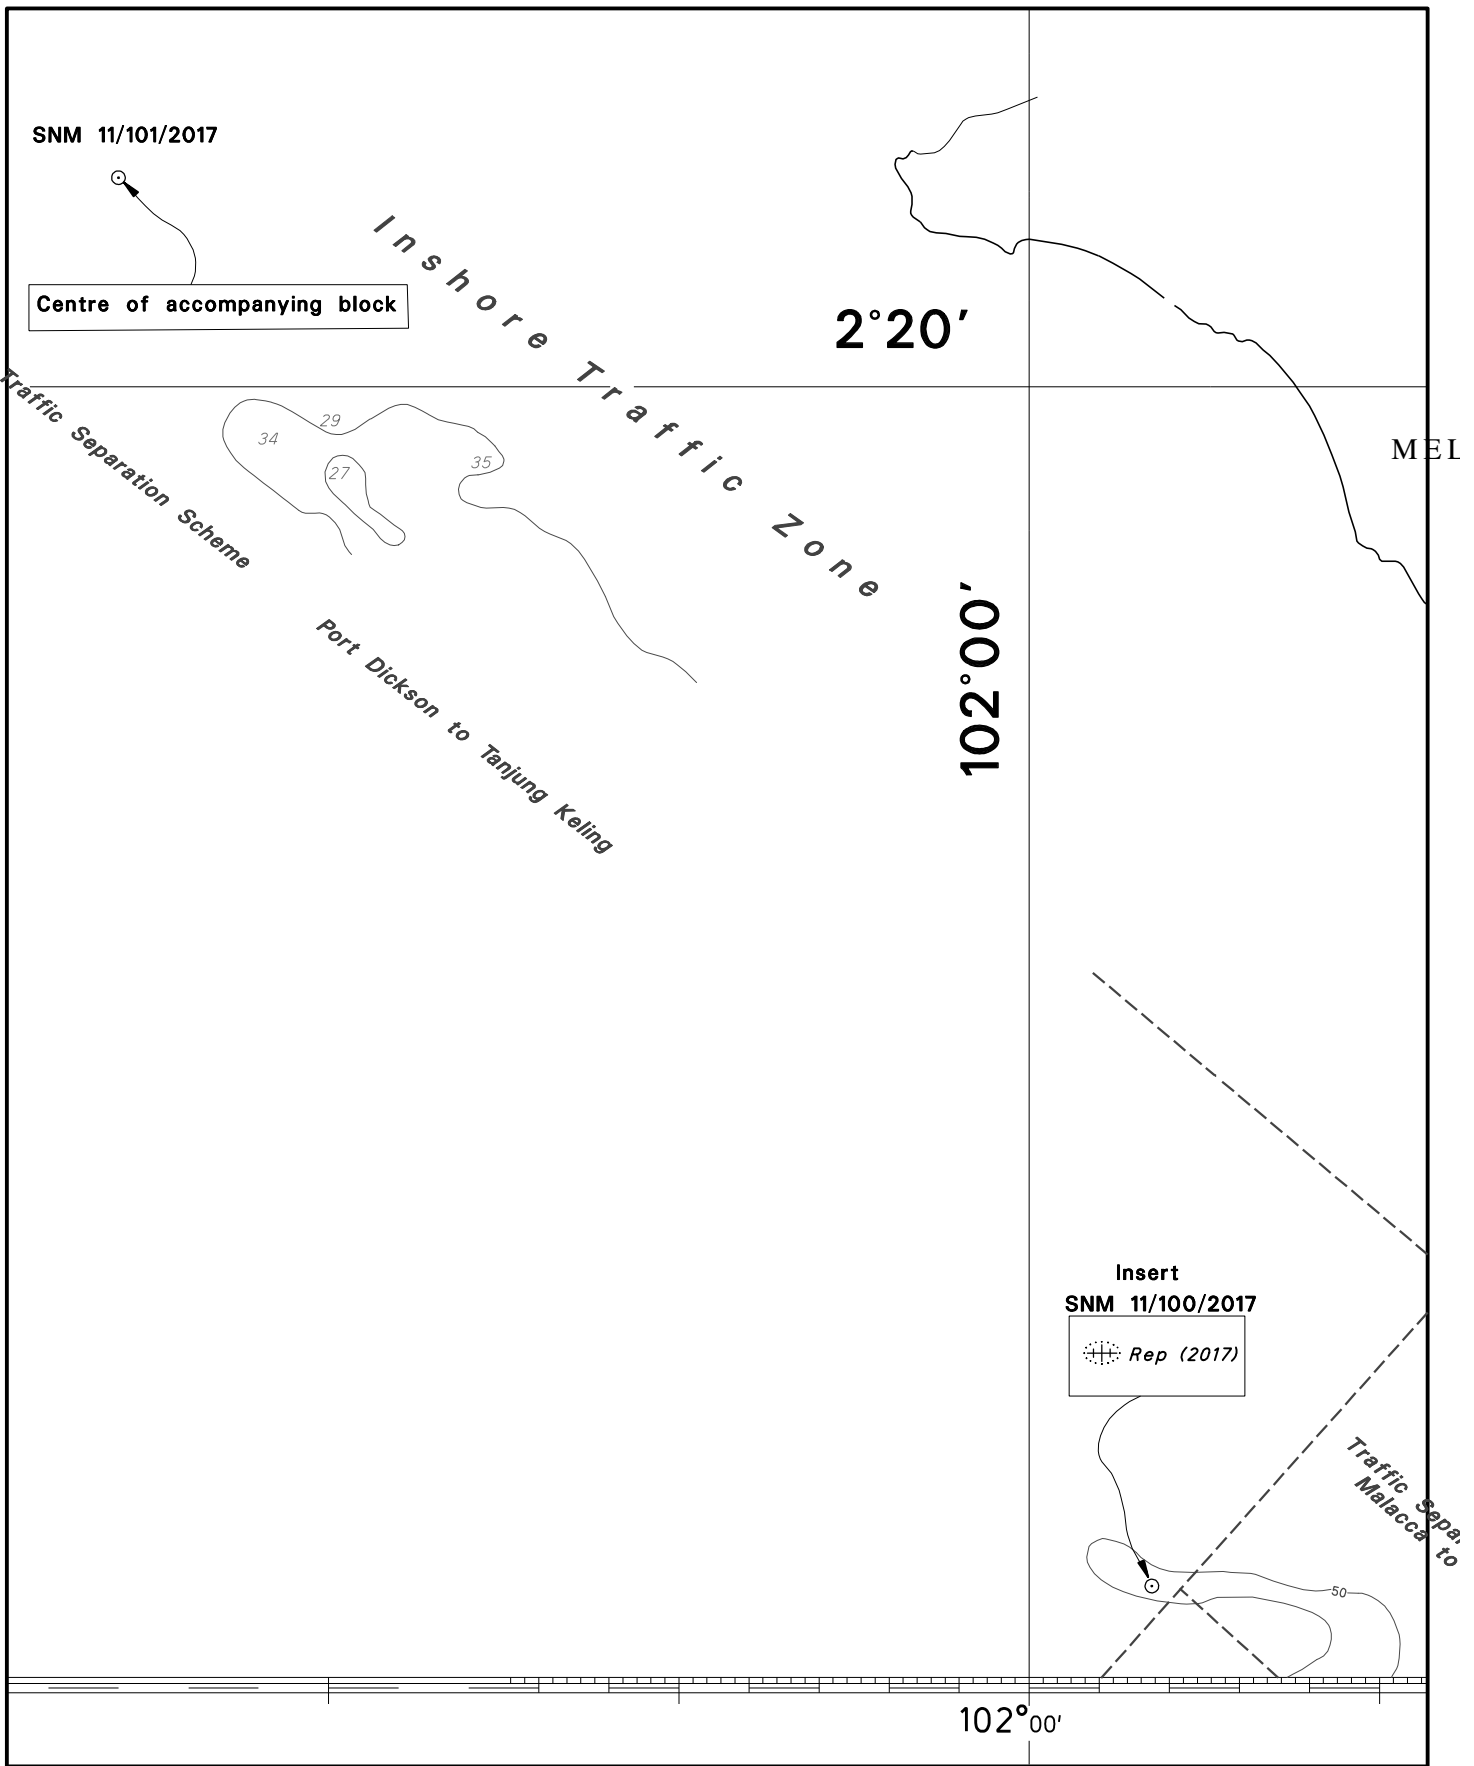 SNM 11/101/2017
Centre of accompanying block
Inshore Traffic Zone
2°20'
Traffic Separation Scheme
29
34
27
35
MEL
Port Dickson to Tanjung Keling
102°00'
Insert
SNM 11/100/2017
Rep (2017)
Traffic Separ
Malacca to
50
102°00'